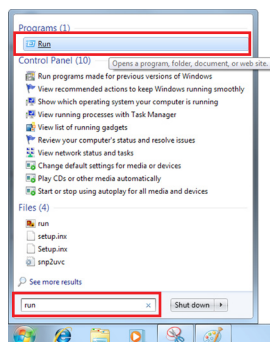 Programs (1)
Run
Control Panel (10)
Opens a program, folder, document, or web site.
Run programs made for previous versions of Windows
View recommended actions to keep Windows running smoothly
Show which operating system your computer is running
View running processes with Task Manager
View list of running gadgets
Review your computer's status and resolve issues
View network status and tasks
Change default settings for media or devices
Play CDs or other media automatically
Start or stop using autoplay for all media and devices
Files (4)
run
setup.inx
Setup.inx
snp2uvc
See more results
run
Shut down